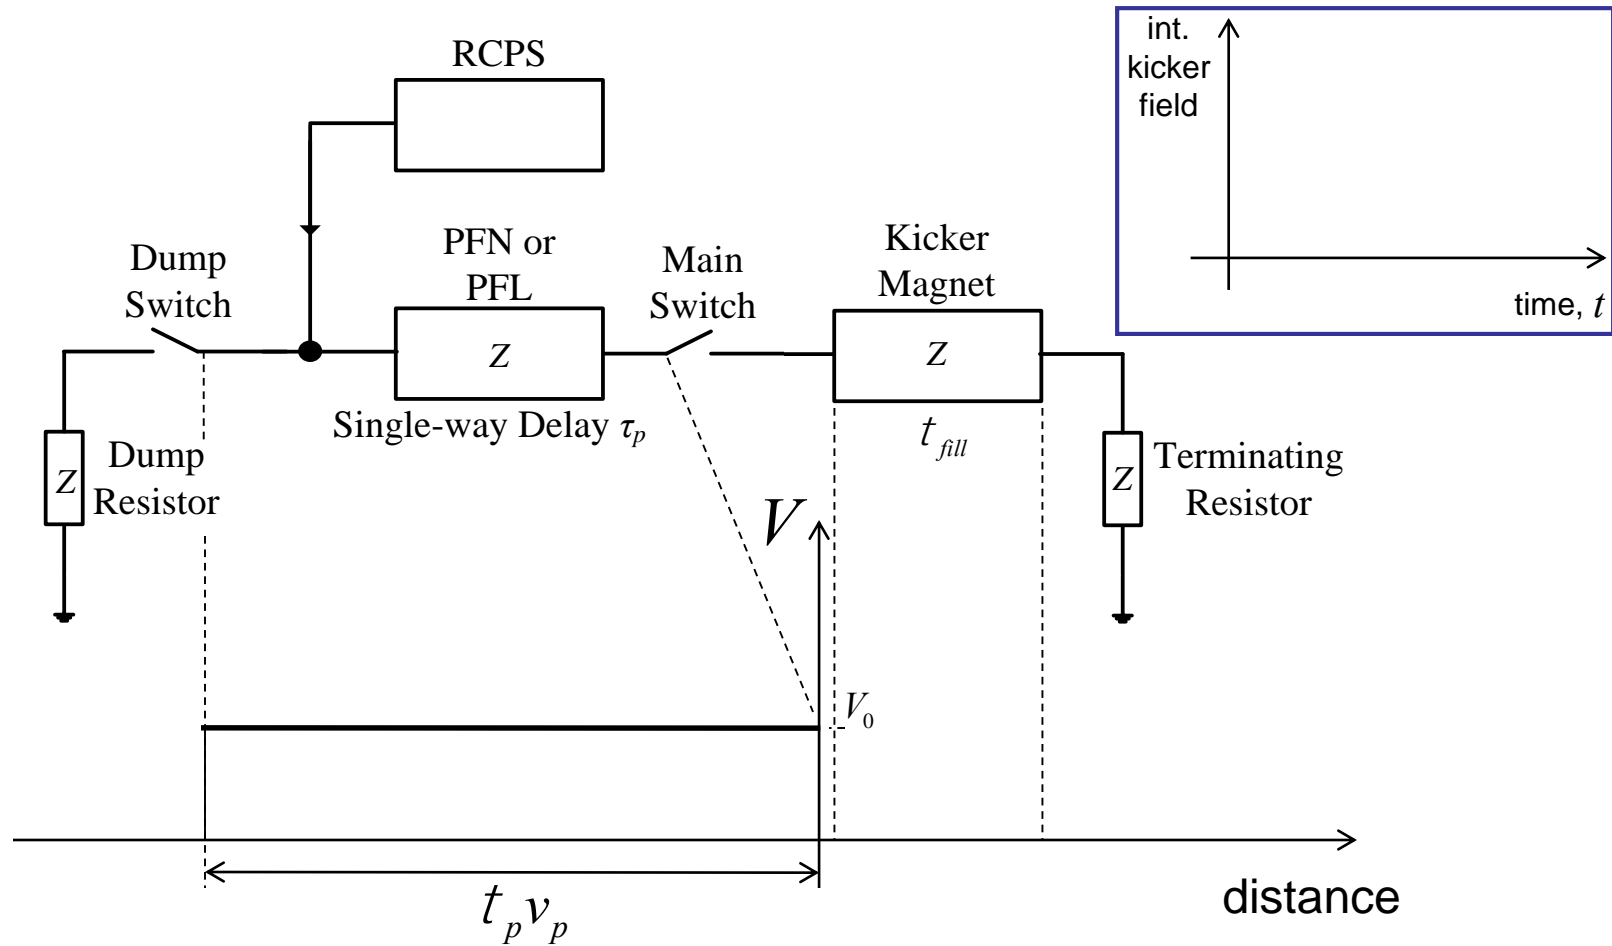 RCPS
int.
kicker
field
time, t
Dump
Switch
PFN or
PFL
Main
Switch
Kicker
Magnet
Z
Z
Single-way Delay τp
t fill
Z
Dump
Resistor
Z
Terminating
Resistor
V
V0
tpvp
distance